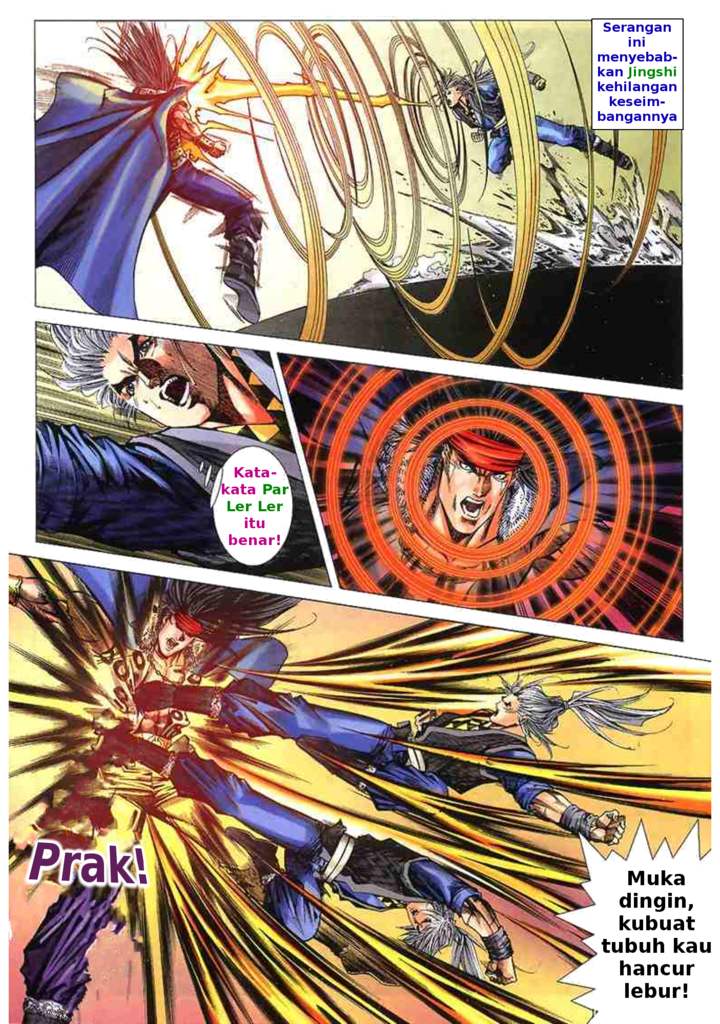 Serangan
ini
menyebab-
kan Jingshi
kehilangan
keseim-
bangannya
Kata-
kata Par
Ler Ler
itu
benar!
Prak!
Muka
dingin,
kubuat
tubuh kau
hancur
lebur!